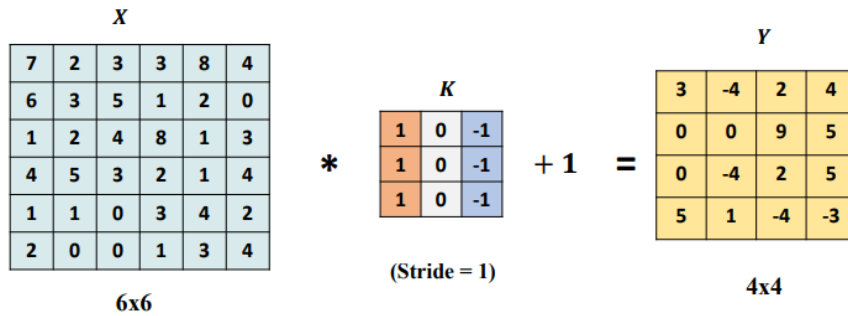 X
7 2 3 3 8 4
6 3 5 1 2 0
1 2 4 8 1 3
4 5 3 2 1 4
1 1 0 3 4 2
2 0 0 1 3 4
6x6
*
K
1 0 -1
1 0 -1
1 0 -1
(Stride = 1)
+ 1
=
Y
3 -4 2 4
0 0 9 5
0 -4 2 5
5 1 -4 -3
4x4